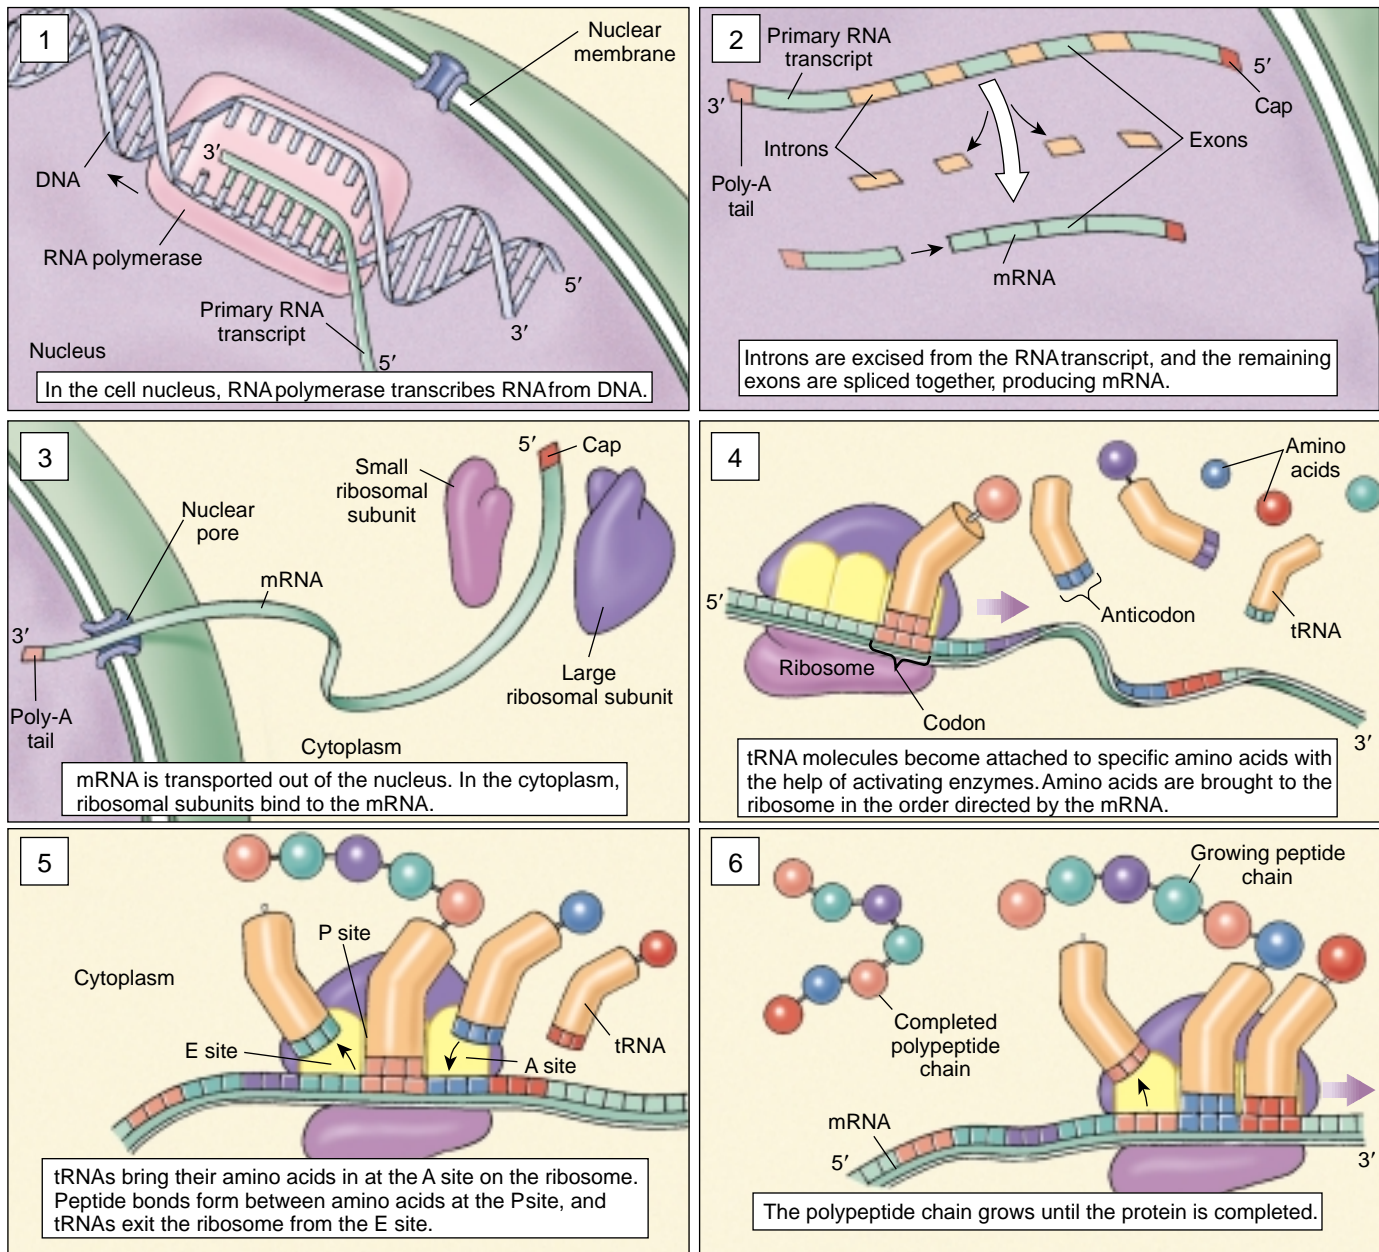 1
Nuclear
membrane
3′
DNA
RNA polymerase
Primary RNA
transcript
5′
3′
Nucleus
5′
In the cell nucleus, RNA polymerase transcribes RNA from DNA.
2
Primary RNA
transcript
5′
Cap
3′
Introns
Exons
Poly-A
tail
mRNA
Introns are excised from the RNA transcript, and the remaining
exons are spliced together, producing mRNA.
3
5′
Cap
Small
ribosomal
subunit
Nuclear
pore
mRNA
3′
Large
ribosomal subunit
Poly-A
tail
Cytoplasm
mRNA is transported out of the nucleus. In the cytoplasm,
ribosomal subunits bind to the mRNA.
4
Amino
acids
5′
Anticodon
tRNA
Ribosome
Codon
3′
tRNA molecules become attached to specific amino acids with
the help of activating enzymes. Amino acids are brought to the
ribosome in the order directed by the mRNA.
5
P site
Cytoplasm
E site
A site
tRNA
tRNAs bring their amino acids in at the A site on the ribosome.
Peptide bonds form between amino acids at the P site, and
tRNAs exit the ribosome from the E site.
6
Growing peptide
chain
Completed
polypeptide
chain
mRNA
5′
3′
The polypeptide chain grows until the protein is completed.